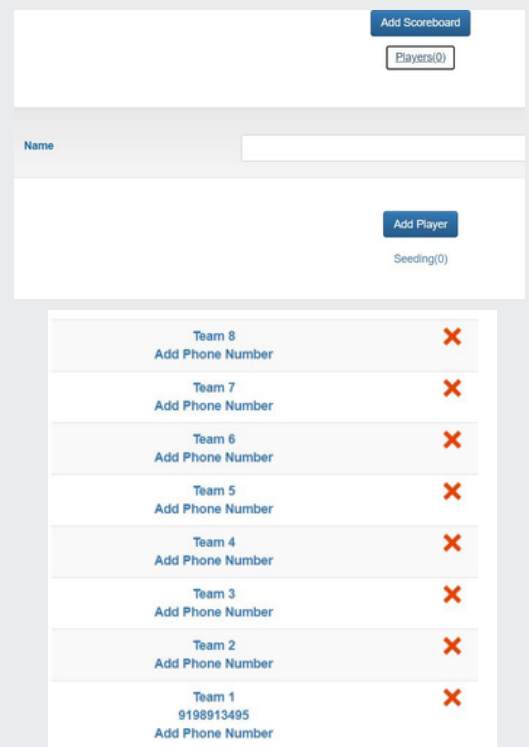 Add Scoreboard
Players(0)
Name
Add Player
Seeding(0)
Team 8
Add Phone Number
Team 7
Add Phone Number
Team 6
Add Phone Number
Team 5
Add Phone Number
Team 4
Add Phone Number
Team 3
Add Phone Number
Team 2
Add Phone Number
Team 1
9198913495
Add Phone Number